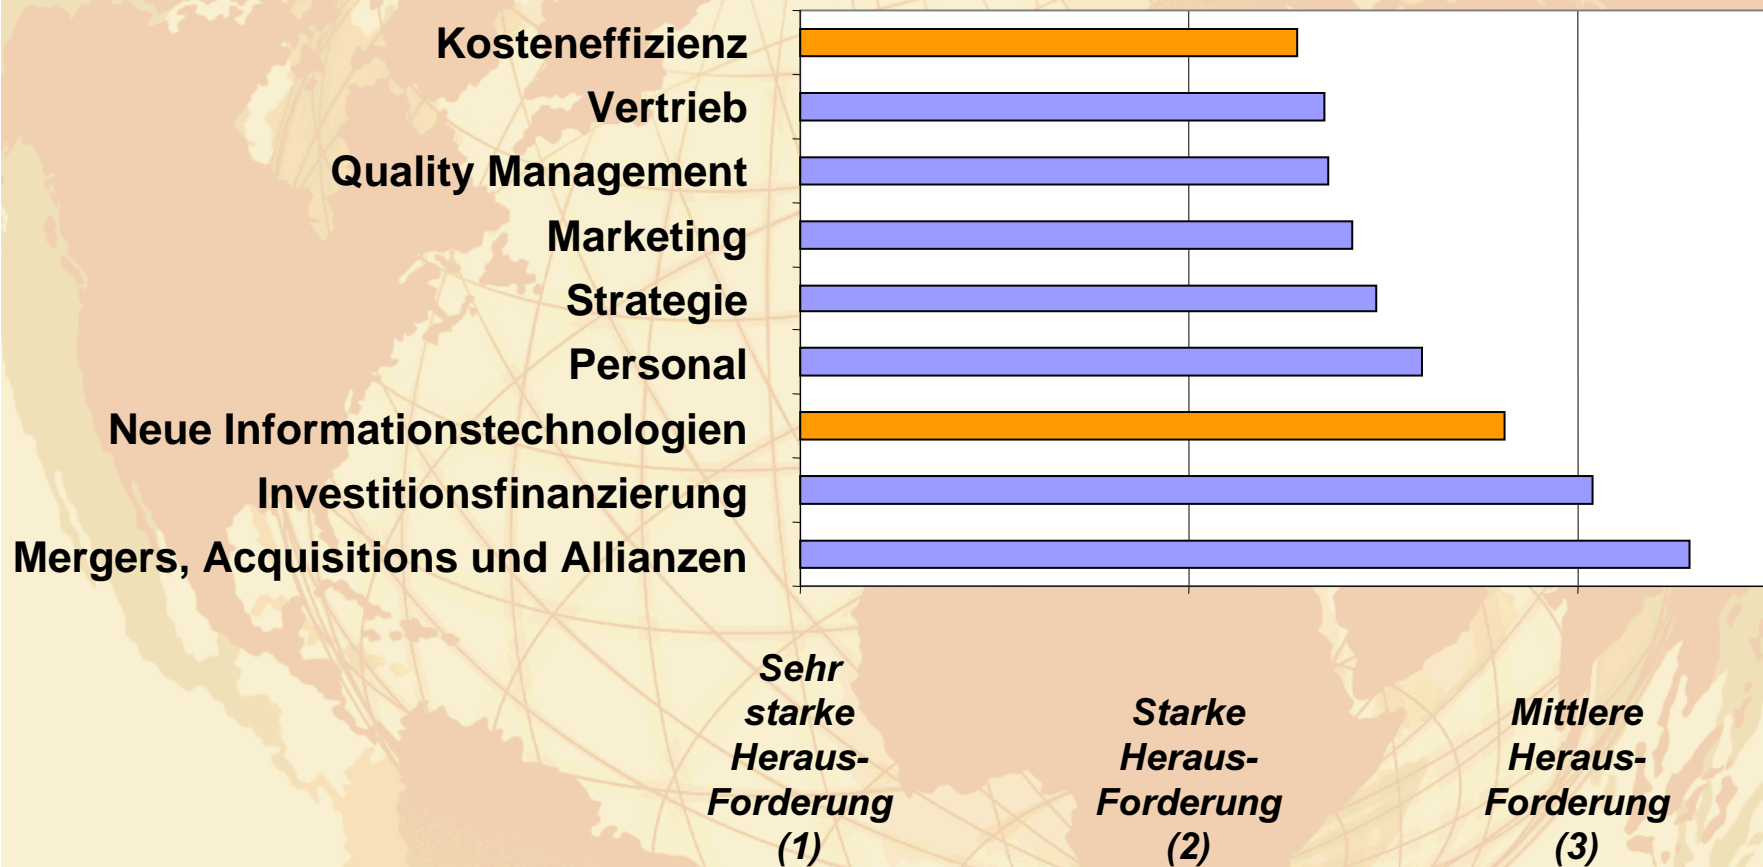 Kosteneffizienz
Vertrieb
Quality Management
Marketing
Strategie
Personal
Neue Informationstechnologien
Investitionsfinanzierung
Mergers, Acquisitions und Allianzen
Sehr
starke
Heraus-
Forderung
(1)
Starke
Heraus-
Forderung
(2)
Mittlere
Heraus-
Forderung
(3)